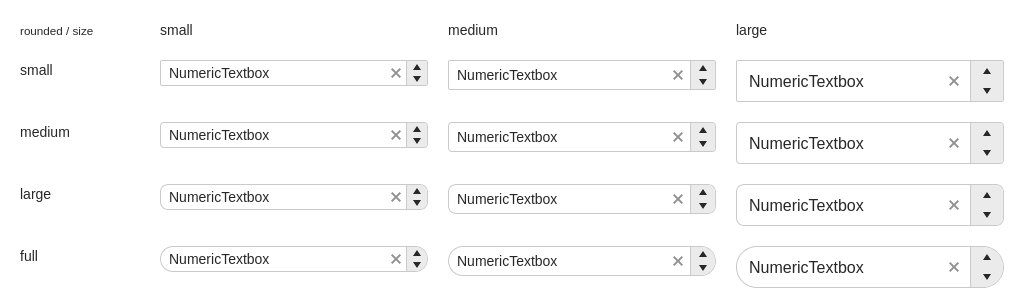 rounded / size small medium large
small NumericTextbox NumericTextbox NumericTextbox
medium NumericTextbox NumericTextbox NumericTextbox
large NumericTextbox NumericTextbox NumericTextbox
full NumericTextbox NumericTextbox NumericTextbox